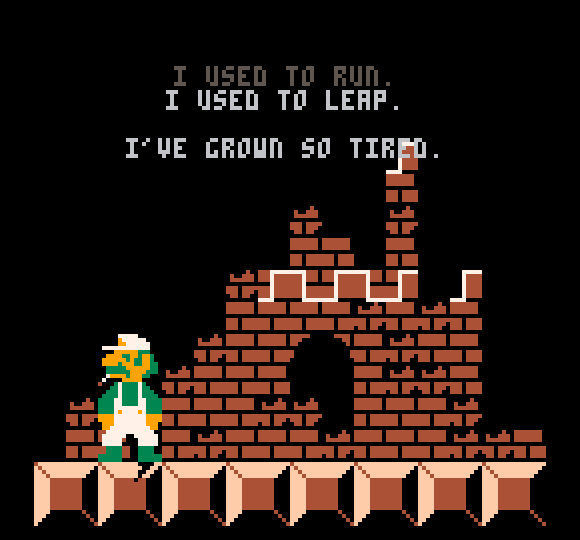 I USED TO RUN.
I USED TO LEAP.
I'VE GROWN SO TIRED.